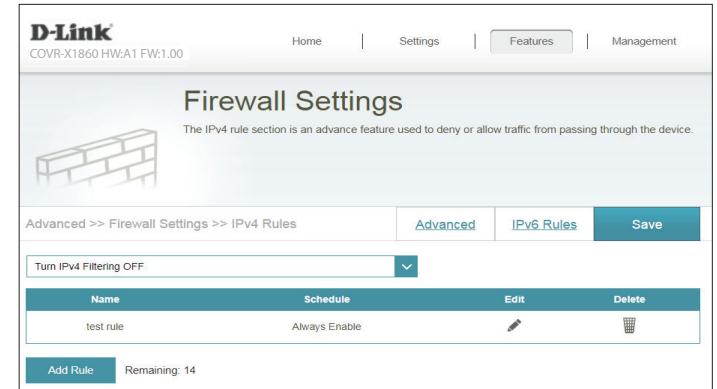 D-Link
COVR-X1860 HW:A1 FW:1.00
Home
Settings
Features
Management
Firewall Settings
The IPv4 rule section is an advance feature used to deny or allow traffic from passing through the device.
Advanced >> Firewall Settings >> IPv4 Rules
Advanced
IPv6 Rules
Save
Turn IPv4 Filtering OFF
Name
Schedule
Edit
Delete
test rule
Always Enable
Add Rule
Remaining: 14